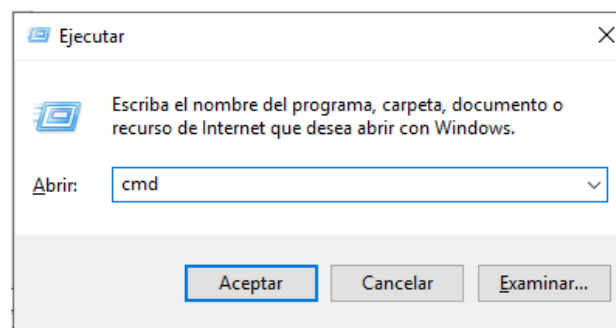 Ejecutar
Escriba el nombre del programa, carpeta, documento o
recurso de Internet que desea abrir con Windows.
Abrir: cmd
Aceptar Cancelar Examinar...